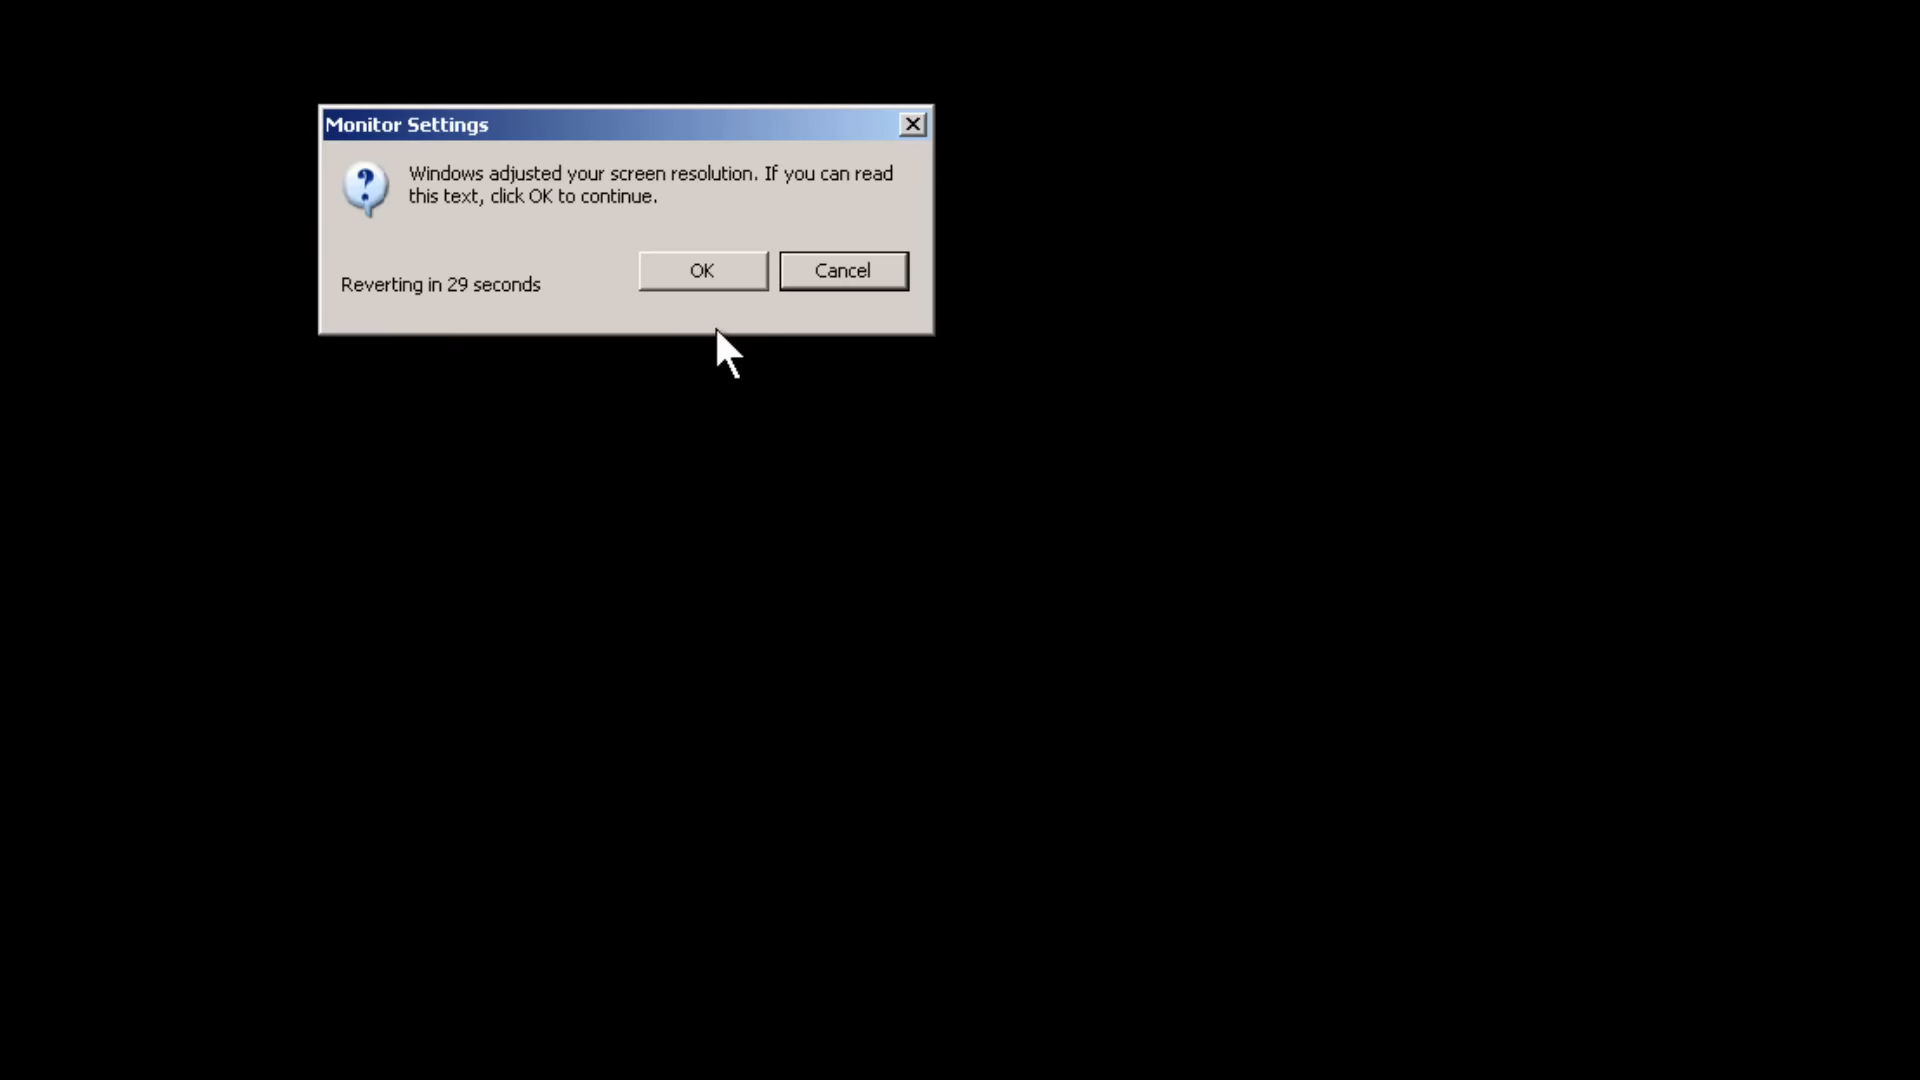 Monitor Settings
Windows adjusted your screen resolution. If you can read
this text, click OK to continue.
OK
Cancel
Reverting in 29 seconds